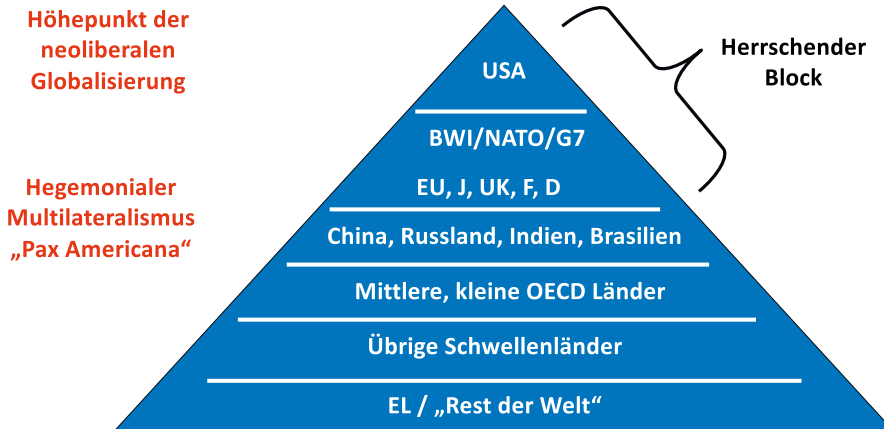 Höhepunkt der
neoliberalen
Globalisierung
Hegemonialer
Multilateralismus
„Pax Americana“
USA
BWI/NATO/G7
EU, J, UK, F, D
China, Russland, Indien, Brasilien
Mittlere, kleine OECD Länder
Übrige Schwellenländer
EL / „Rest der Welt“
Herrschender
Block